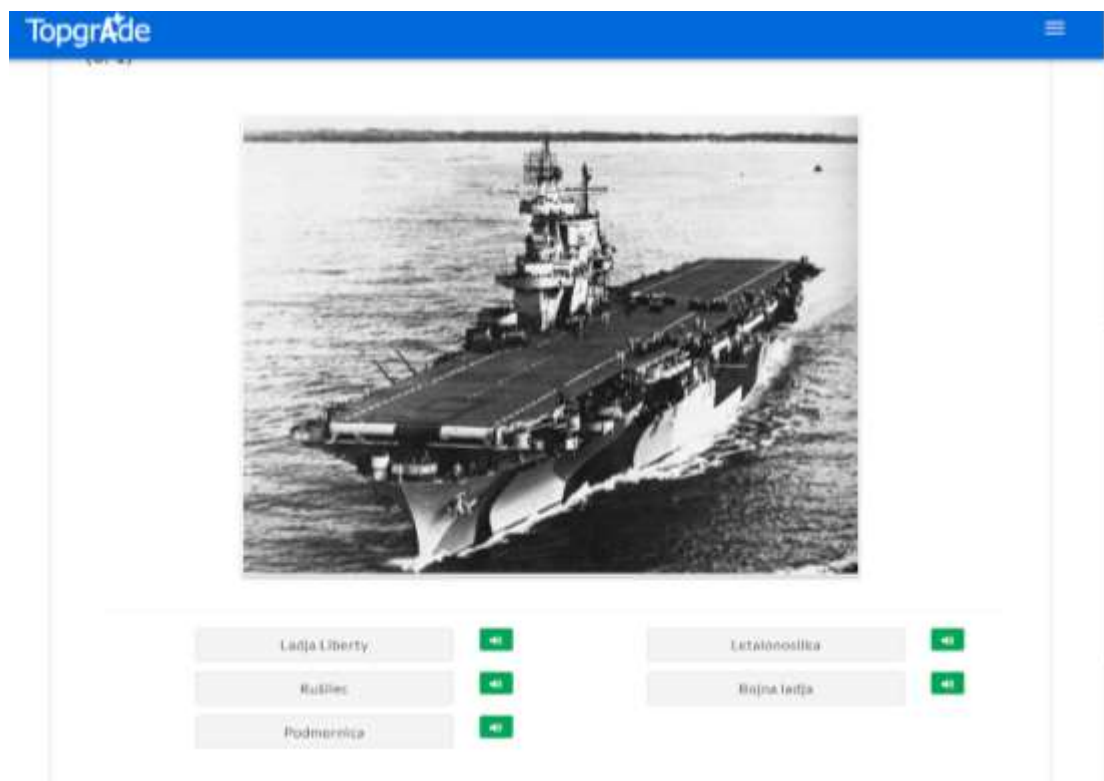 TopgrAde
Ladja Liberty
Letalonosilka
Rušilec
Bojna ladja
Podmornica